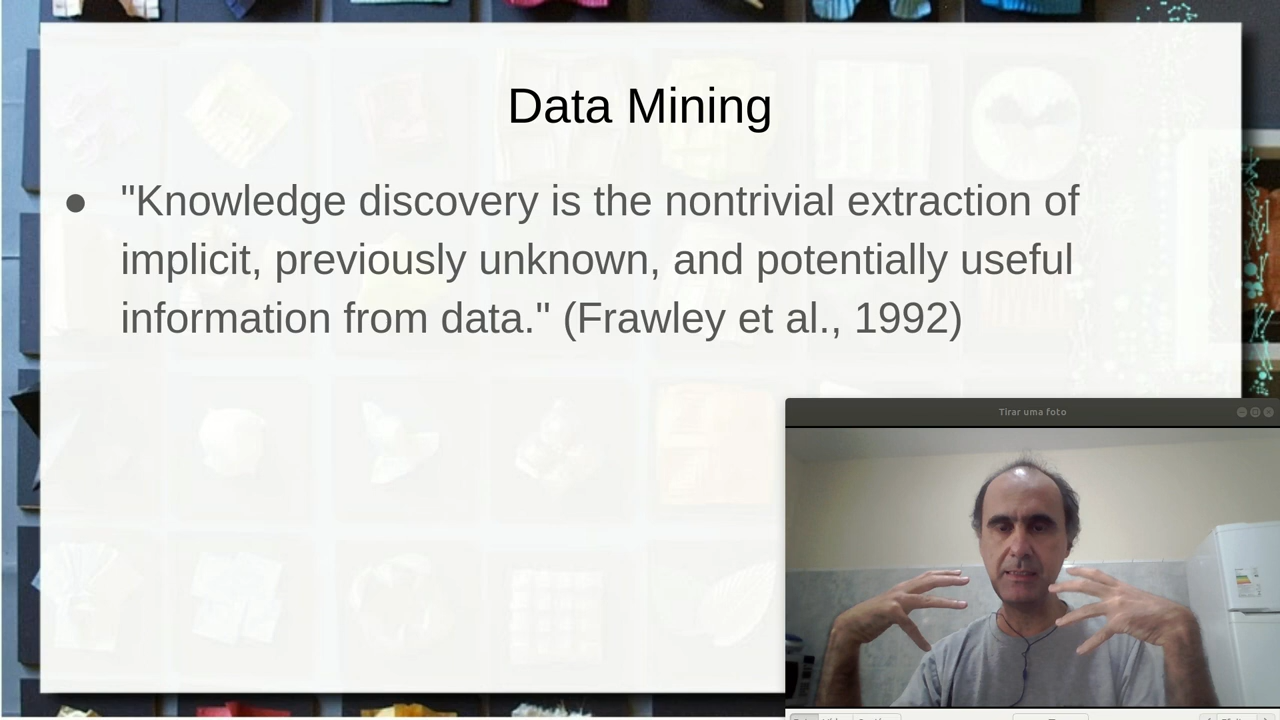 Data Mining
● "Knowledge discovery is the nontrivial extraction of
implicit, previously unknown, and potentially useful
information from data." (Frawley et al., 1992)
Tirar uma foto